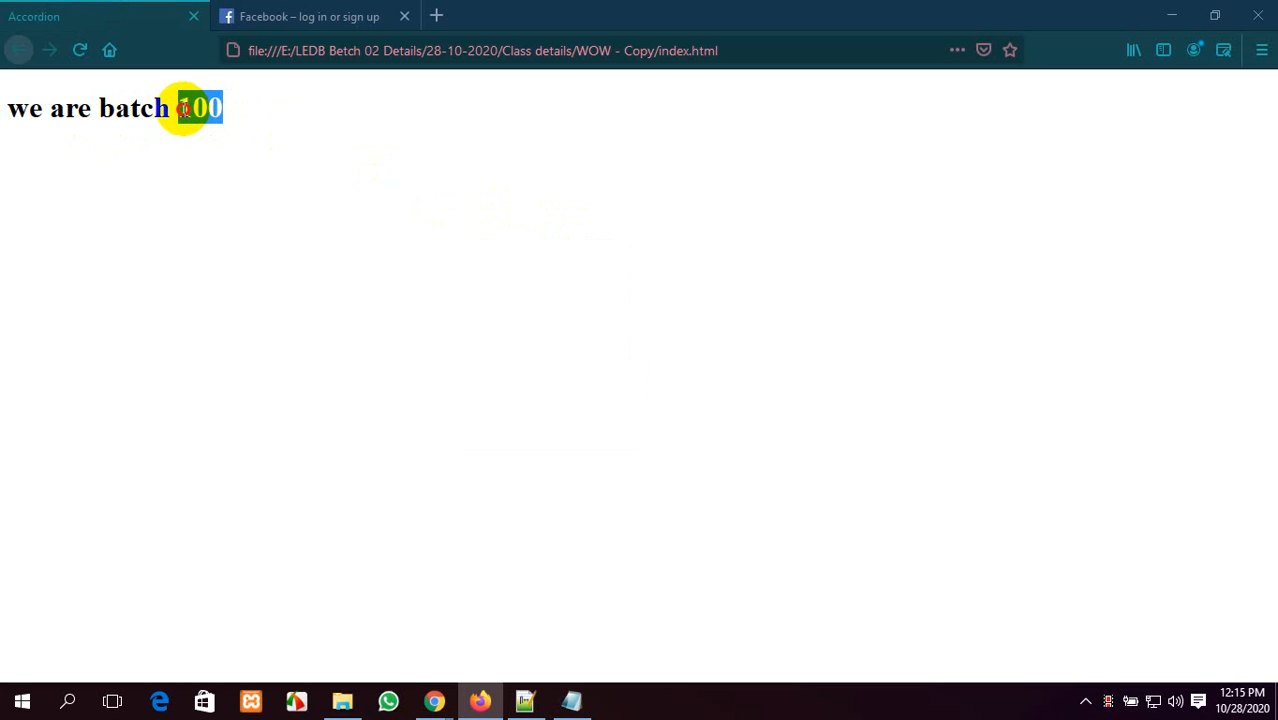 Accordion
Facebook – log in or sign up
file:///E:/LEDB Betch 02 Details/28-10-2020/Class details/WOW - Copy/index.html
we are batch 100
12:15 PM
10/28/2020